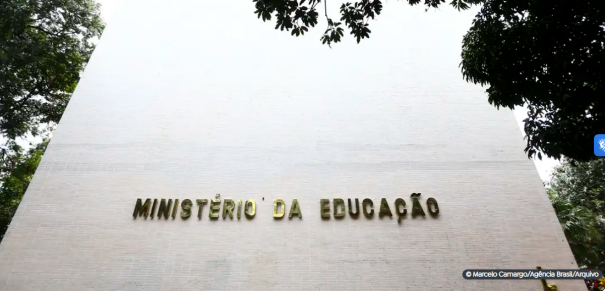 MINISTÉRIO DA EDUCAÇÃO
© Marcelo Camargo/Agência Brasil/Arquivo